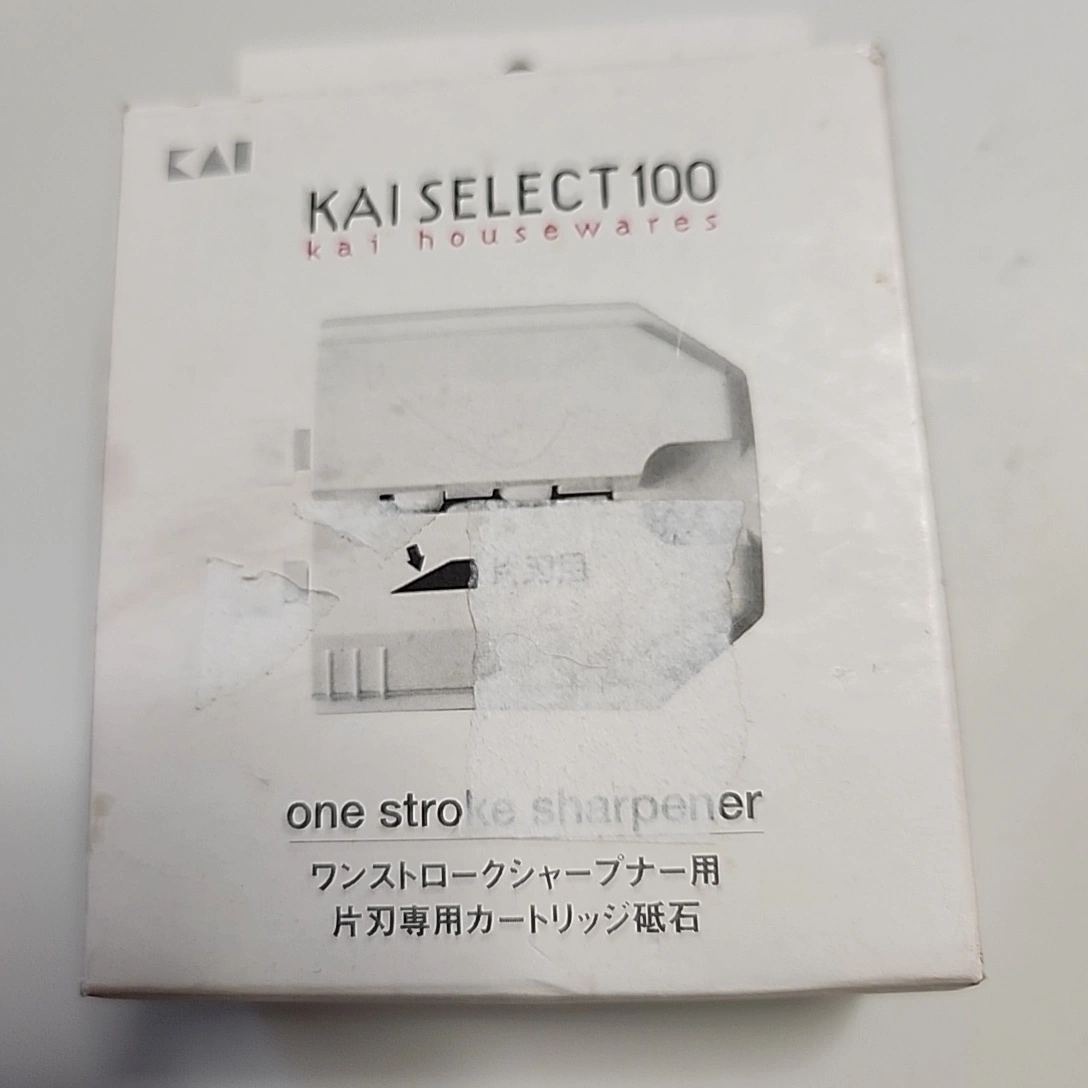 KAI
KAI SELECT 100
kai housewares
one stroke sharpener
ワンストロークシャープナー用
片刃専用カートリッジ砥石